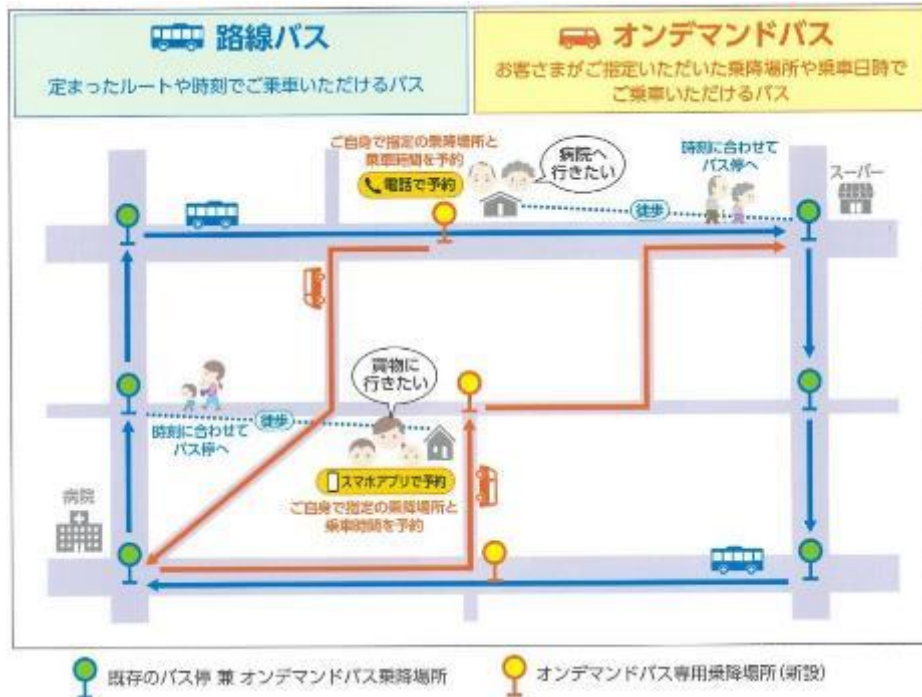 路線バス
定まったルートや時刻でご乗車いただけるバス
オンデマンドバス
お客さまがご指定いただいた乗降場所や乗車日時で
ご乗車いただけるバス
ご自身で指定の乗降場所と
乗車時間を予約
電話で予約
病院へ
行きたい
時刻に合わせて
バス停へ
スーパー
徒歩
買物に
行きたい
徒歩
時刻に合わせて
バス停へ
スマホアプリで予約
ご自身で指定の乗降場所と
乗車時間を予約
病院
既存のバス停 兼 オンデマンドバス乗降場所
オンデマンドバス専用乗降場所(新設)